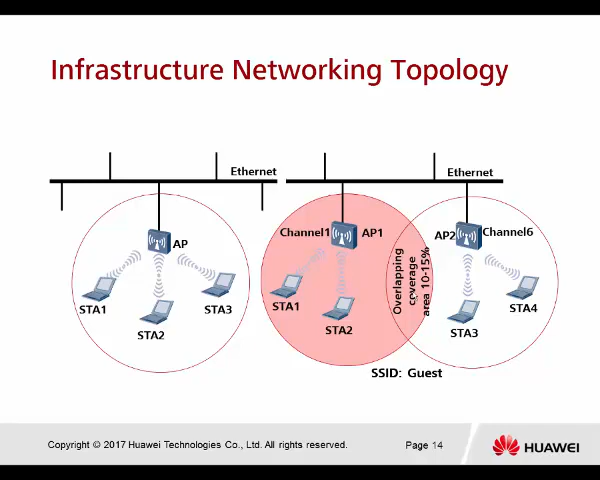 Infrastructure Networking Topology
Ethernet
Ethernet
AP
STA1
STA2
STA3
Channel1
AP1
AP2
Channel6
Overlapping
coverage
area 10-15%
STA1
STA2
STA3
STA4
SSID: Guest
Copyright © 2017 Huawei Technologies Co., Ltd. All rights reserved.
Page 14
HUAWEI